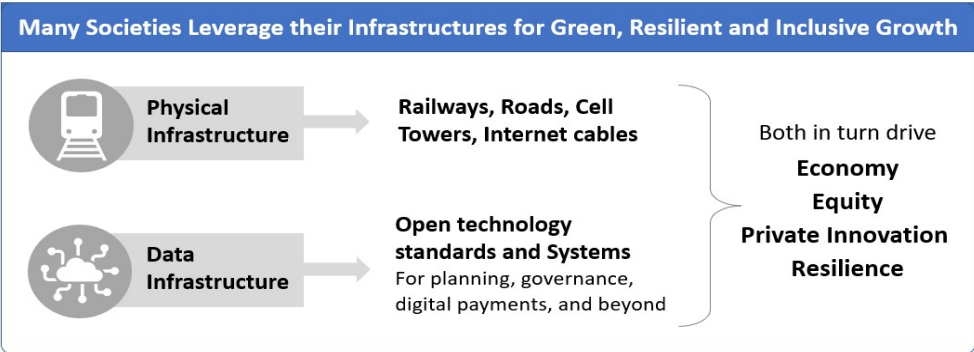 Many Societies Leverage their Infrastructures for Green, Resilient and Inclusive Growth
Physical
Infrastructure
Railways, Roads, Cell
Towers, Internet cables
Data
Infrastructure
Open technology
standards and Systems
For planning, governance,
digital payments, and beyond
Both in turn drive
Economy
Equity
Private Innovation
Resilience